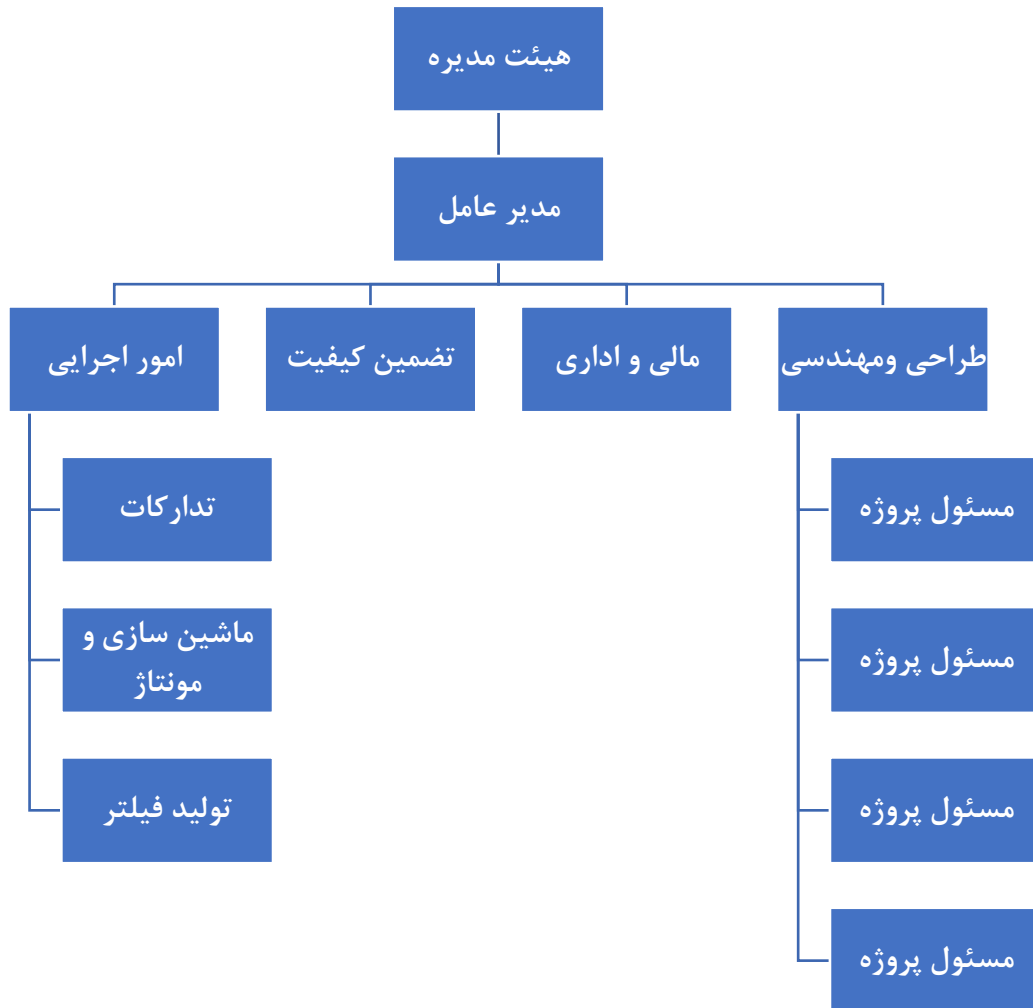 هیئت مدیره
مدیر عامل
طراحی ومهندسی
مالی و اداری
تضمین کیفیت
امور اجرایی
مسئول پروژه
مسئول پروژه
مسئول پروژه
مسئول پروژه
تدارکات
ماشین سازی و
مونتاژ
تولید فیلتر